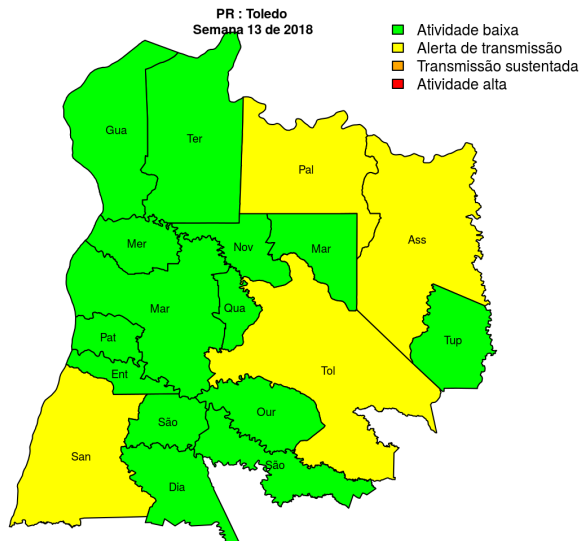 PR : Toledo
Semana 13 de 2018
Atividade baixa
Alerta de transmissão
Transmissão sustentada
Atividade alta
Gua
Ter
Pal
Mer
Nov
Mar
Ass
Mar
Qua
Pat
Tup
Ent
Tol
São
Our
San
São
Dia